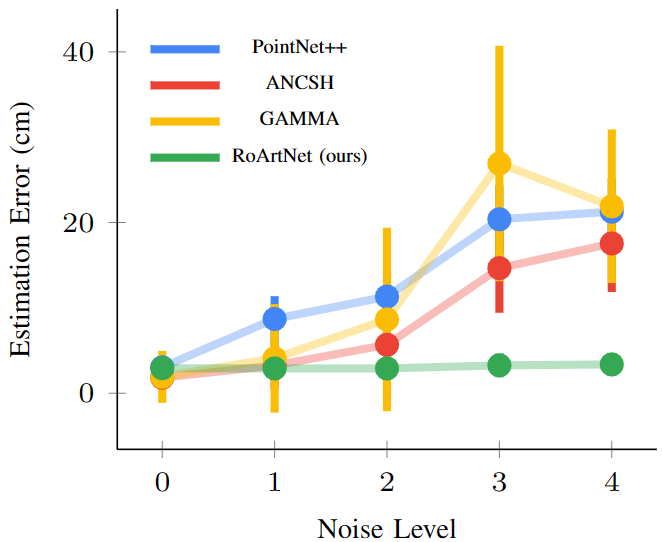 40
PointNet++
ANCSH
GAMMA
RoArtNet (ours)
20
0
Estimation Error (cm)
0 1 2 3 4
Noise Level